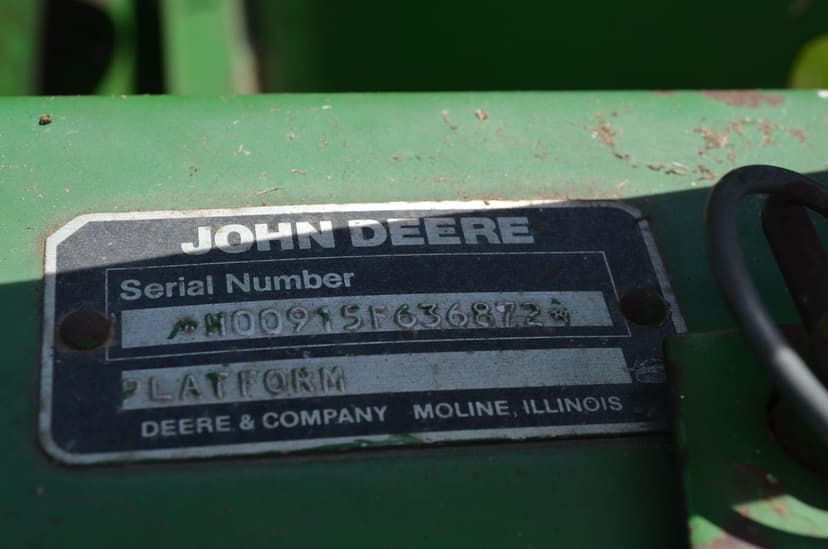 JOHN DEERE
Serial Number
*H00915F636872*
PLATFORM
DEERE & COMPANY MOLINE, ILLINOIS